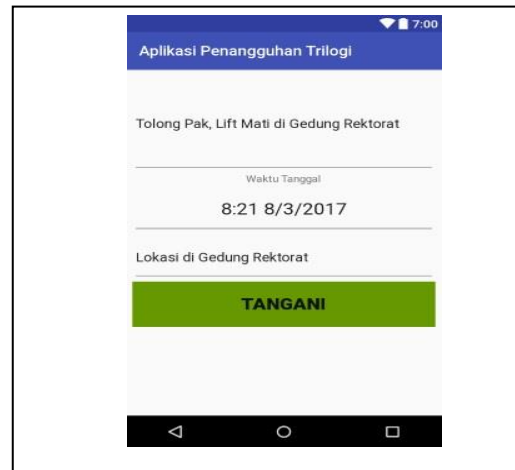 7:00
Aplikasi Penangguhan Trilogi
Tolong Pak, Lift Mati di Gedung Rektorat
Waktu Tanggal
8:21 8/3/2017
Lokasi di Gedung Rektorat
TANGANI